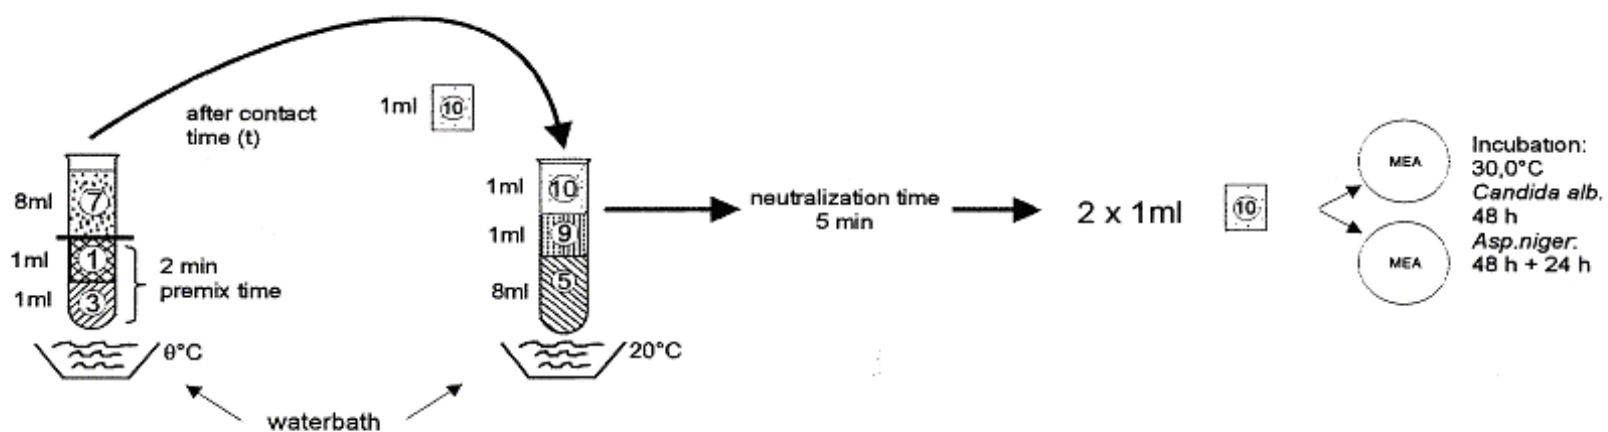 after contact
time (t)
1ml 10
8ml 7
1ml 1
1ml 3
2 min
premix time
θ°C
waterbath
1ml 10
1ml 9
8ml 5
20°C
neutralization time
5 min
2 x 1ml 10
MEA
MEA
Incubation:
30,0°C
Candida alb.
48 h
Asp.niger:
48 h + 24 h